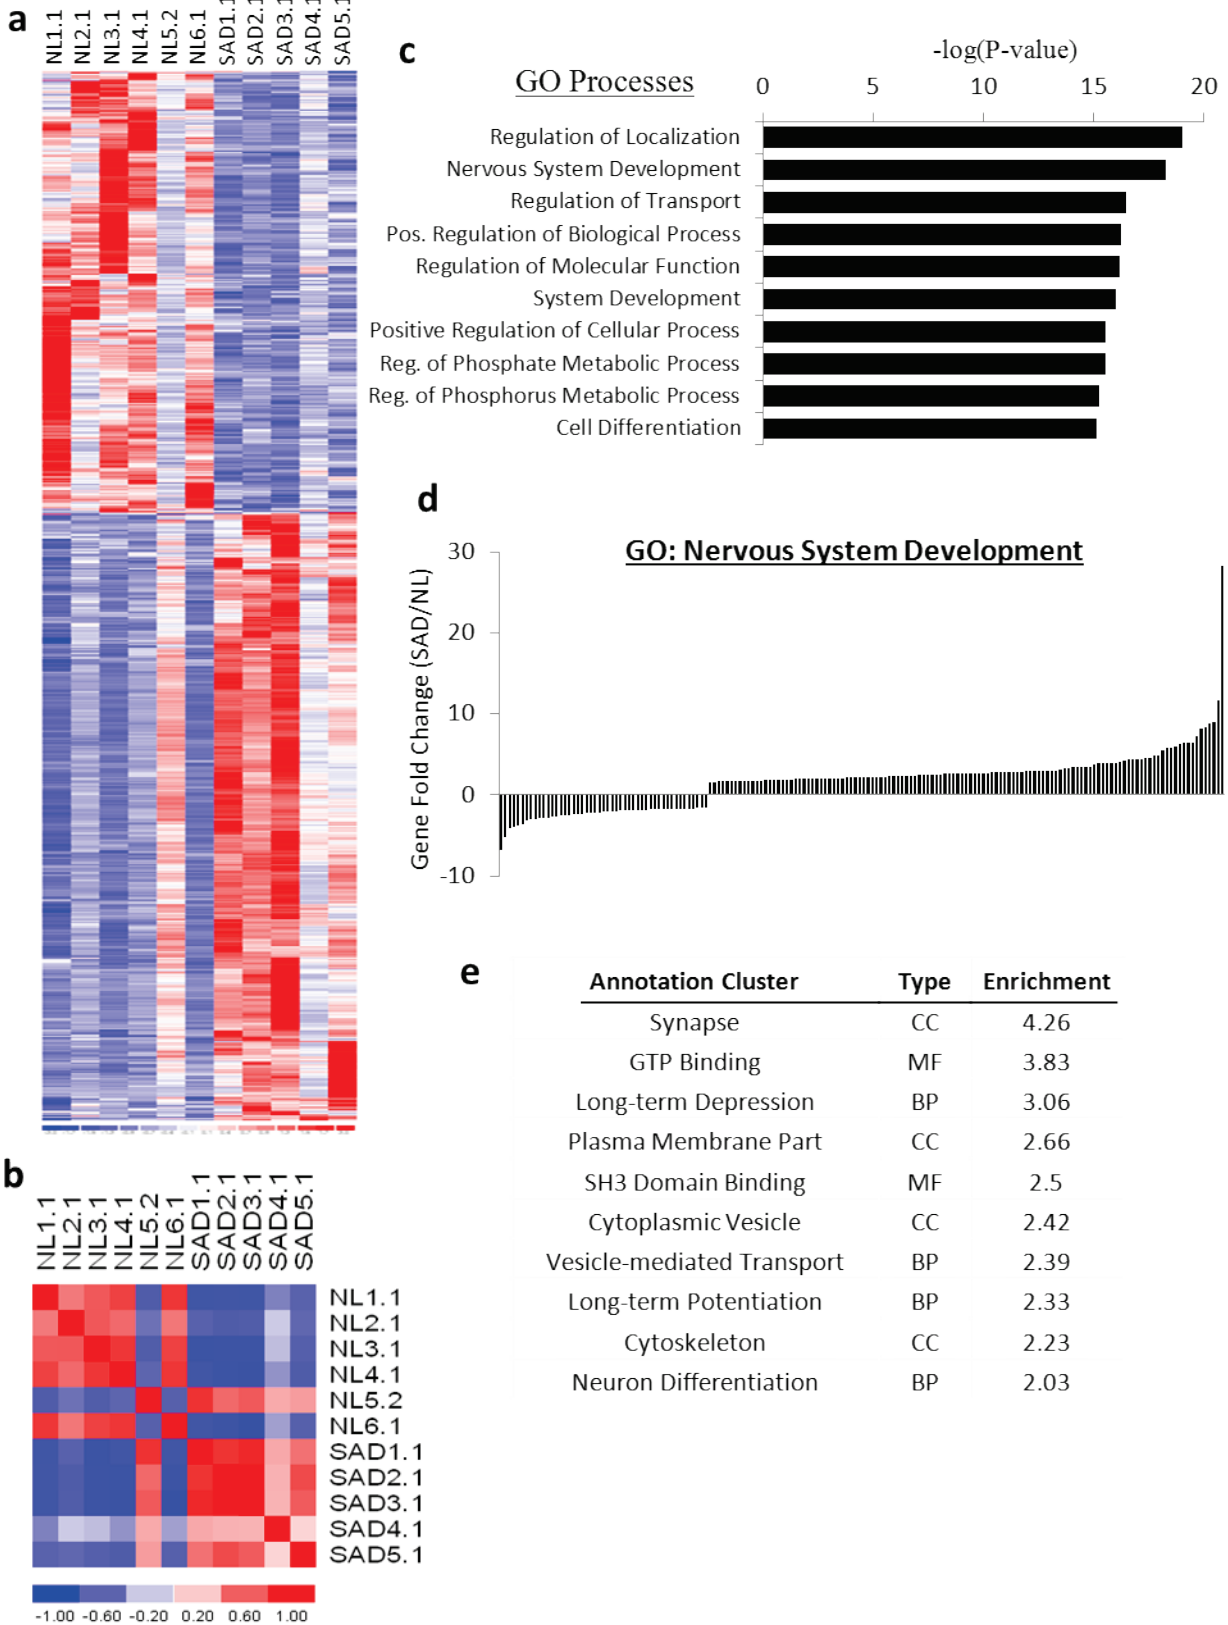 a
NL1.1 NL2.1 NL3.1 NL4.1 NL5.2 NL6.1 SAD1.1 SAD2.1 SAD3.1 SAD4.1 SAD5.1
c
-log(P-value)
GO Processes
0 5 10 15 20
Regulation of Localization
Nervous System Development
Regulation of Transport
Pos. Regulation of Biological Process
Regulation of Molecular Function
System Development
Positive Regulation of Cellular Process
Reg. of Phosphate Metabolic Process
Reg. of Phosphorus Metabolic Process
Cell Differentiation
d
GO: Nervous System Development
Gene Fold Change (SAD/NL)
30
20
10
0
-10
e
Annotation Cluster Type Enrichment
Synapse CC 4.26
GTP Binding MF 3.83
Long-term Depression BP 3.06
Plasma Membrane Part CC 2.66
SH3 Domain Binding MF 2.5
Cytoplasmic Vesicle CC 2.42
Vesicle-mediated Transport BP 2.39
Long-term Potentiation BP 2.33
Cytoskeleton CC 2.23
Neuron Differentiation BP 2.03
b
NL1.1 NL2.1 NL3.1 NL4.1 NL5.2 NL6.1 SAD1.1 SAD2.1 SAD3.1 SAD4.1 SAD5.1
NL1.1
NL2.1
NL3.1
NL4.1
NL5.2
NL6.1
SAD1.1
SAD2.1
SAD3.1
SAD4.1
SAD5.1
-1.00 -0.60 -0.20 0.20 0.60 1.00